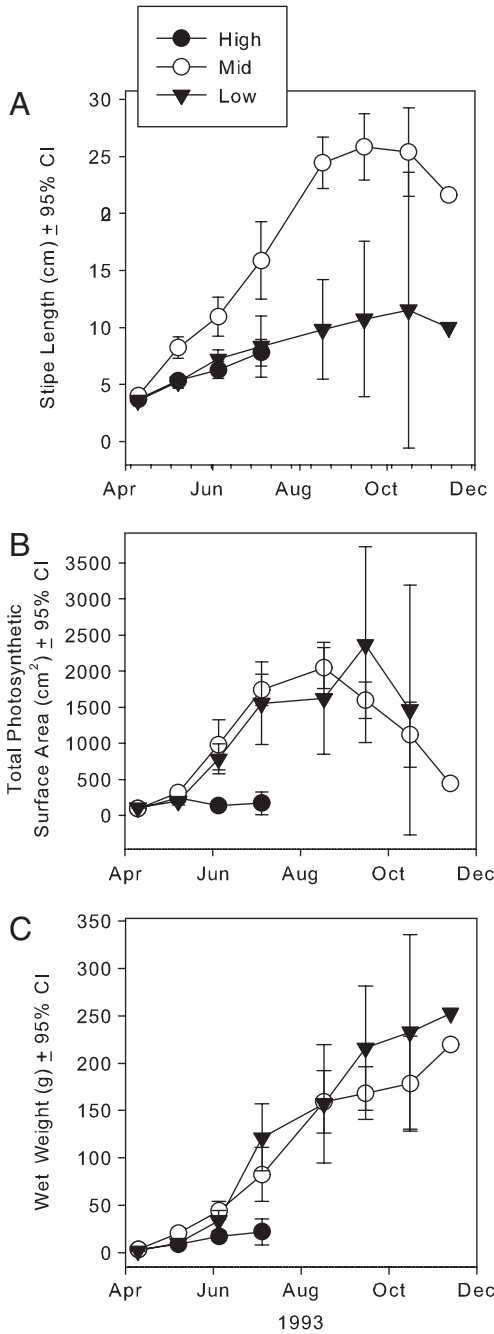 High
Mid
Low
A
Stipe Length (cm) ± 95% CI
30
25
20
15
10
5
0
Apr Jun Aug Oct Dec
B
Total Photosynthetic
Surface Area (cm²) ± 95% CI
3500
3000
2500
2000
1500
1000
500
0
Apr Jun Aug Oct Dec
C
Wet Weight (g) ± 95% CI
350
300
250
200
150
100
50
0
Apr Jun Aug Oct Dec
1993